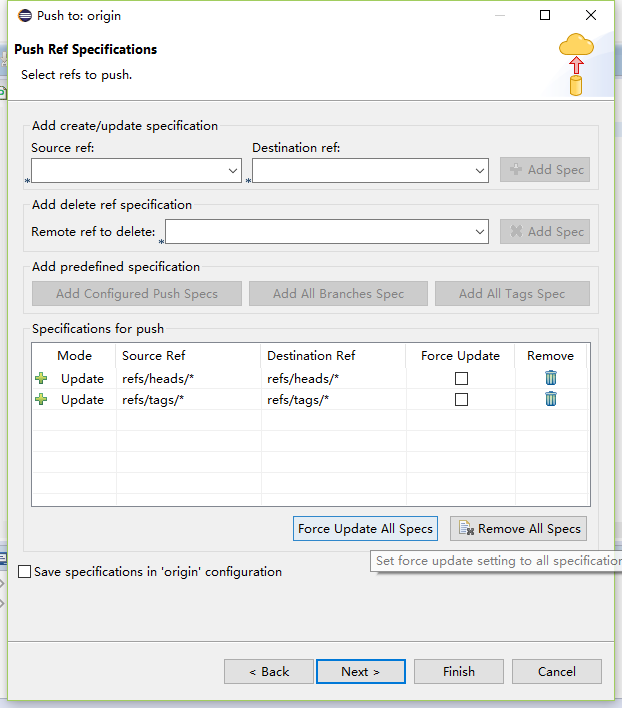 Push to: origin
Push Ref Specifications
Select refs to push.
Add create/update specification
Source ref:
Destination ref:
* * Add Spec
Add delete ref specification
Remote ref to delete: * Add Spec
Add predefined specification
Add Configured Push Specs Add All Branches Spec Add All Tags Spec
Specifications for push
Mode Source Ref Destination Ref Force Update Remove
Update refs/heads/* refs/heads/*
Update refs/tags/* refs/tags/*
Force Update All Specs Remove All Specs
Set force update setting to all specification
Save specifications in 'origin' configuration
< Back Next > Finish Cancel